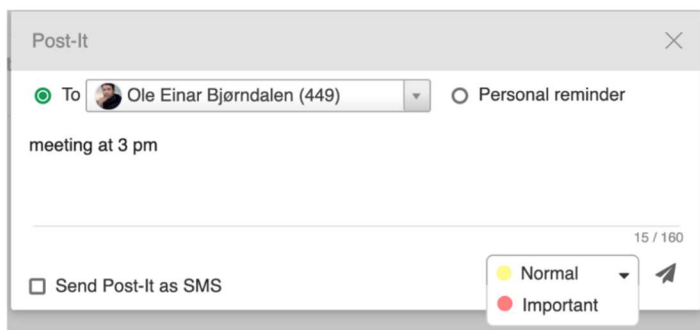 Post-It
To Ole Einar Bjørndalen (449) Personal reminder
meeting at 3 pm
15 / 160
Send Post-It as SMS
Normal
Important